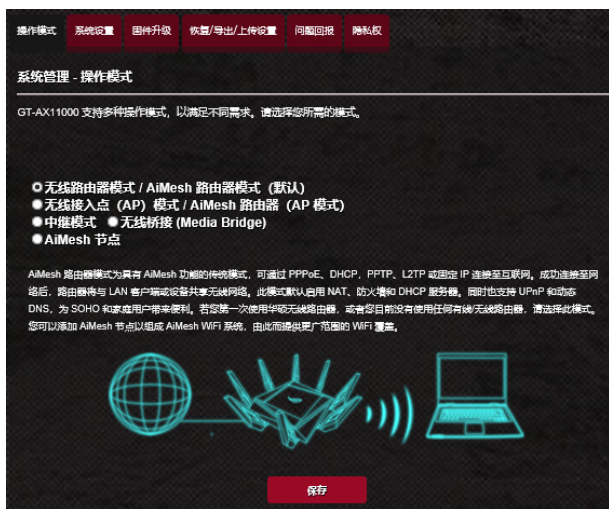 操作模式 系统设置 固件升级 恢复/导出/上传设置 问题回报 隐私权
系统管理 - 操作模式
GT-AX11000 支持多种操作模式，以满足不同需求。请选择您所需的模式。
无线路由器模式 / AiMesh 路由器模式 (默认)
无线接入点 (AP) 模式 / AiMesh 路由器 (AP 模式)
中继模式 无线桥接 (Media Bridge)
AiMesh 节点
AiMesh 路由器模式为具有 AiMesh 功能的传统模式，可通过 PPPoE、DHCP、PPTP、L2TP 或固定 IP 连接至互联网。成功连接至网
络后，路由器将与 LAN 客户端或设备共享无线网络。此模式默认启用 NAT、防火墙和 DHCP 服务器。同时也支持 UPnP 和动态
DNS，为 SOHO 和家庭用户带来便利。若您第一次使用华硕无线路由器，或者您目前没有使用任何有线/无线路由器，请选择此模式。
您可以添加 AiMesh 节点以组成 AiMesh WiFi 系统，由此而提供更广范围的 WiFi 覆盖。
保存